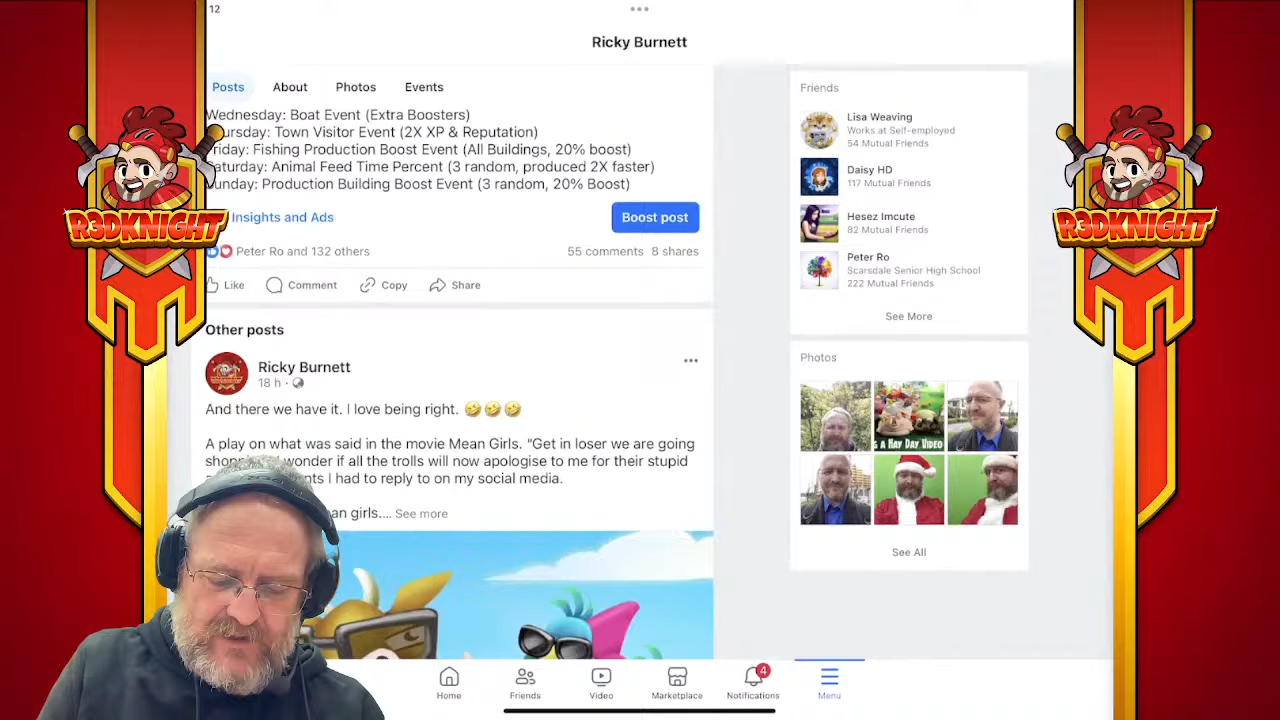 12
Ricky Burnett
Posts About Photos Events
Wednesday: Boat Event (Extra Boosters)
ursday: Town Visitor Event (2X XP & Reputation)
riday: Fishing Production Boost Event (All Buildings, 20% boost)
aturday: Animal Feed Time Percent (3 random, produced 2X faster)
unday: Production Building Boost Event (3 random, 20% Boost)
Insights and Ads
Boost post
Peter Ro and 132 others
55 comments 8 shares
Like Comment Copy Share
Other posts
Ricky Burnett
18 h
And there we have it. I love being right. 🤣🤣🤣
A play on what was said in the movie Mean Girls. “Get in loser we are going
wonder if all the trolls will now apologise to me for their stupid
I had to reply to on my social media.
an girls.... See more
Friends
Lisa Weaving
Works at Self-employed
54 Mutual Friends
Daisy HD
117 Mutual Friends
Hesez Imcute
82 Mutual Friends
Peter Ro
Scarsdale Senior High School
222 Mutual Friends
See More
Photos
S A HAY DAY VIDEO
See All
Home Friends Video Marketplace Notifications Menu
4
R3DKNIGHT
R3DKNIGHT